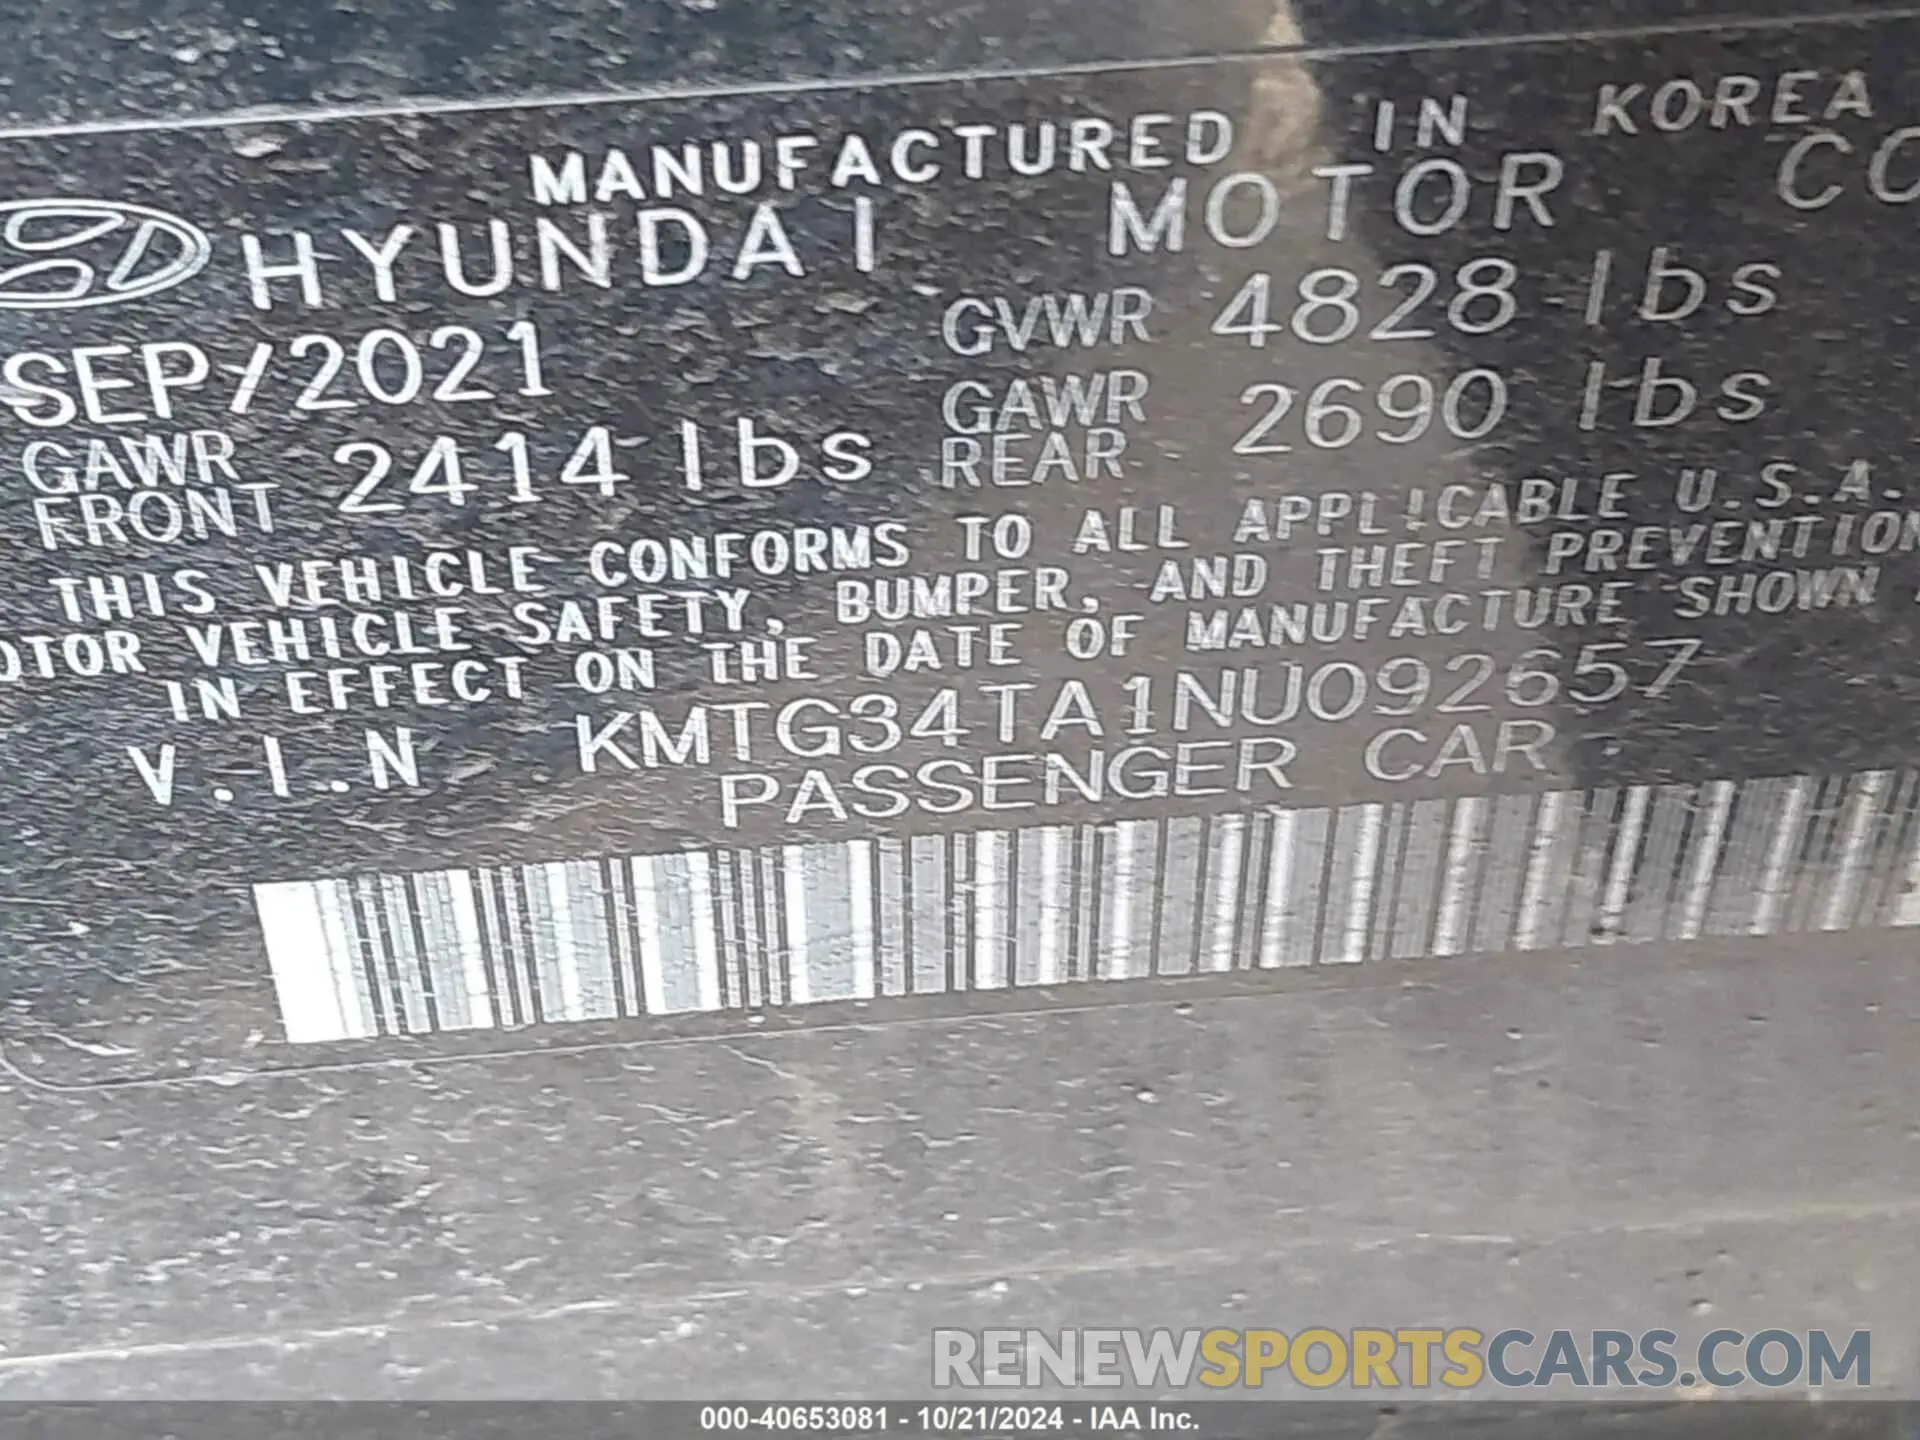 MANUFACTURED IN KOREA
HYUNDAI MOTOR CO
SEP/2021 GVWR 4828 lbs
GAWR FRONT 2414 lbs GAWR REAR 2690 lbs
THIS VEHICLE CONFORMS TO ALL APPLICABLE U.S.A.
OTOR VEHICLE SAFETY, BUMPER, AND THEFT PREVENTION
IN EFFECT ON THE DATE OF MANUFACTURE SHOWN
V.I.N KMTG34TA1NU092657
PASSENGER CAR
RENEWSPORTSCARS.COM
000-40653081 - 10/21/2024 - IAA Inc.